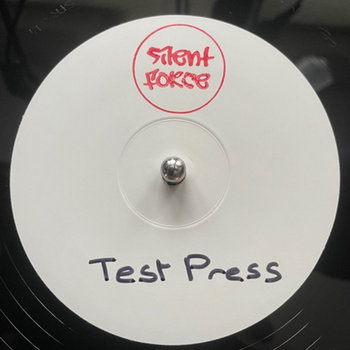 Silent
force
Test Press